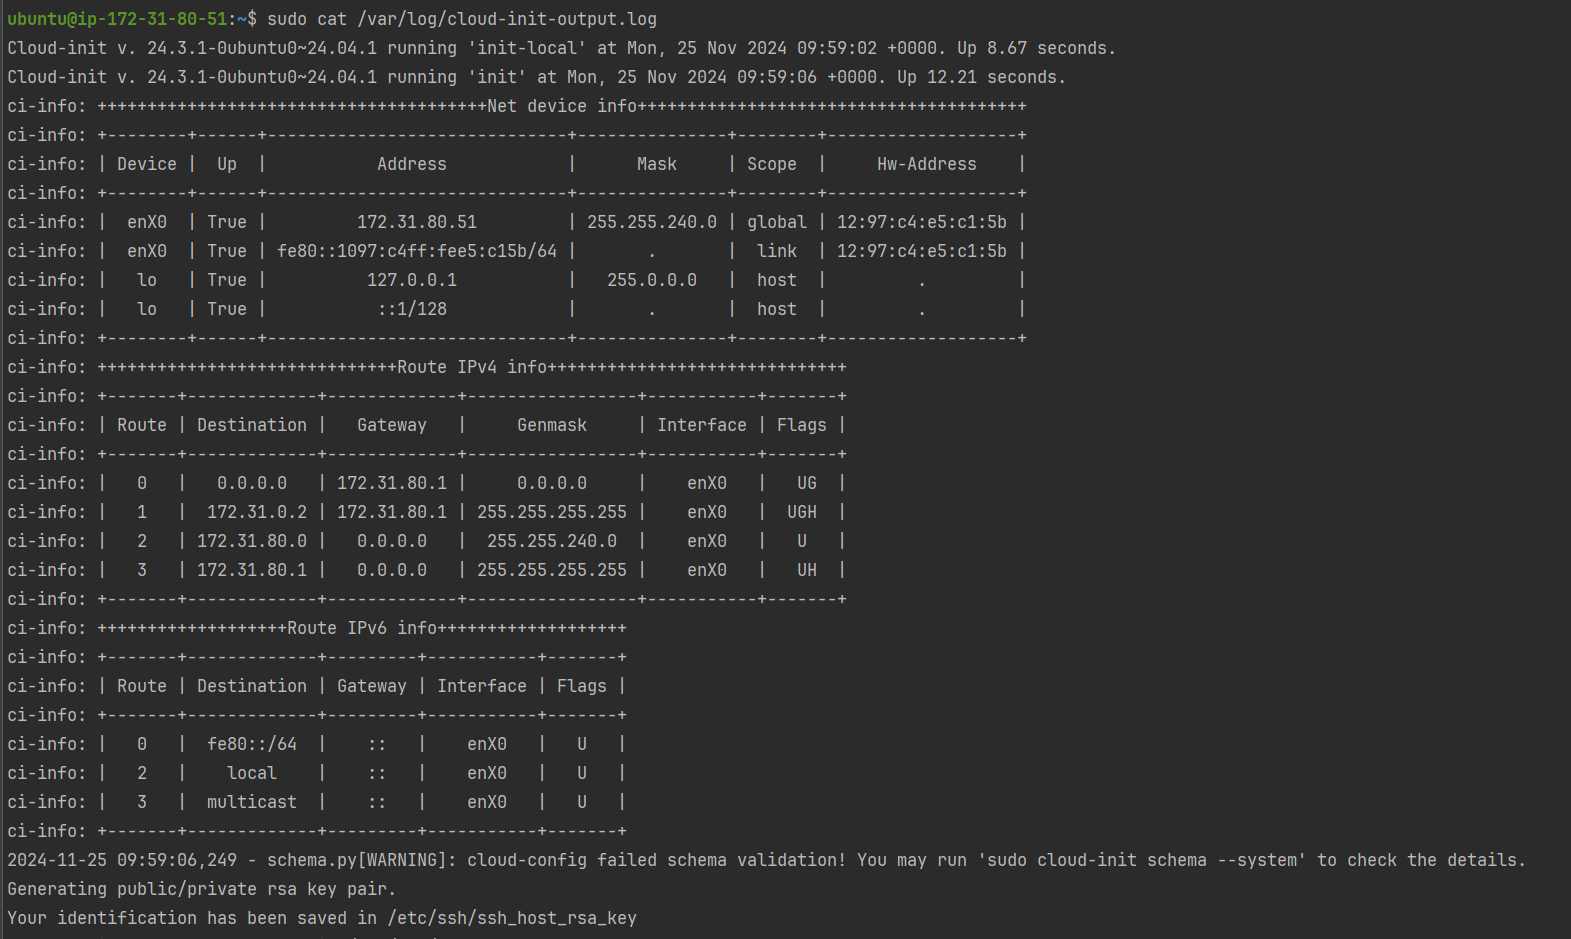 ubuntu@ip-172-31-80-51:~$ sudo cat /var/log/cloud-init-output.log
Cloud-init v. 24.3.1-0ubuntu0~24.04.1 running 'init-local' at Mon, 25 Nov 2024 09:59:02 +0000. Up 8.67 seconds.
Cloud-init v. 24.3.1-0ubuntu0~24.04.1 running 'init' at Mon, 25 Nov 2024 09:59:06 +0000. Up 12.21 seconds.
ci-info: +++++++++++++++++++++++++++++++++++++++Net device info+++++++++++++++++++++++++++++++++++++++
ci-info: +--------+------+------------------------------+---------------+--------+-------------------+
ci-info: | Device |  Up  |           Address            |      Mask     | Scope  |     Hw-Address    |
ci-info: +--------+------+------------------------------+---------------+--------+-------------------+
ci-info: |  enX0  | True |         172.31.80.51         | 255.255.240.0 | global | 12:97:c4:e5:c1:5b |
ci-info: |  enX0  | True | fe80::1097:c4ff:fee5:c15b/64 |       .       |  link  | 12:97:c4:e5:c1:5b |
ci-info: |   lo   | True |          127.0.0.1           |   255.0.0.0   |  host  |         .         |
ci-info: |   lo   | True |           ::1/128            |       .       |  host  |         .         |
ci-info: +--------+------+------------------------------+---------------+--------+-------------------+
ci-info: ++++++++++++++++++++++++++++++Route IPv4 info++++++++++++++++++++++++++++++
ci-info: +-------+-------------+-------------+-----------------+-----------+-------+
ci-info: | Route | Destination |   Gateway   |     Genmask     | Interface | Flags |
ci-info: +-------+-------------+-------------+-----------------+-----------+-------+
ci-info: |   0   |   0.0.0.0   | 172.31.80.1 |     0.0.0.0     |    enX0   |   UG  |
ci-info: |   1   |  172.31.0.2 | 172.31.80.1 | 255.255.255.255 |    enX0   |  UGH  |
ci-info: |   2   | 172.31.80.0 |   0.0.0.0   |  255.255.240.0  |    enX0   |   U   |
ci-info: |   3   | 172.31.80.1 |   0.0.0.0   | 255.255.255.255 |    enX0   |   UH  |
ci-info: +-------+-------------+-------------+-----------------+-----------+-------+
ci-info: +++++++++++++++++++Route IPv6 info+++++++++++++++++++
ci-info: +-------+-------------+---------+-----------+-------+
ci-info: | Route | Destination | Gateway | Interface | Flags |
ci-info: +-------+-------------+---------+-----------+-------+
ci-info: |   0   |  fe80::/64  |    ::   |    enX0   |   U   |
ci-info: |   2   |    local    |    ::   |    enX0   |   U   |
ci-info: |   3   |  multicast  |    ::   |    enX0   |   U   |
ci-info: +-------+-------------+---------+-----------+-------+
2024-11-25 09:59:06,249 - schema.py[WARNING]: cloud-config failed schema validation! You may run 'sudo cloud-init schema --system' to check the details.
Generating public/private rsa key pair.
Your identification has been saved in /etc/ssh/ssh_host_rsa_key